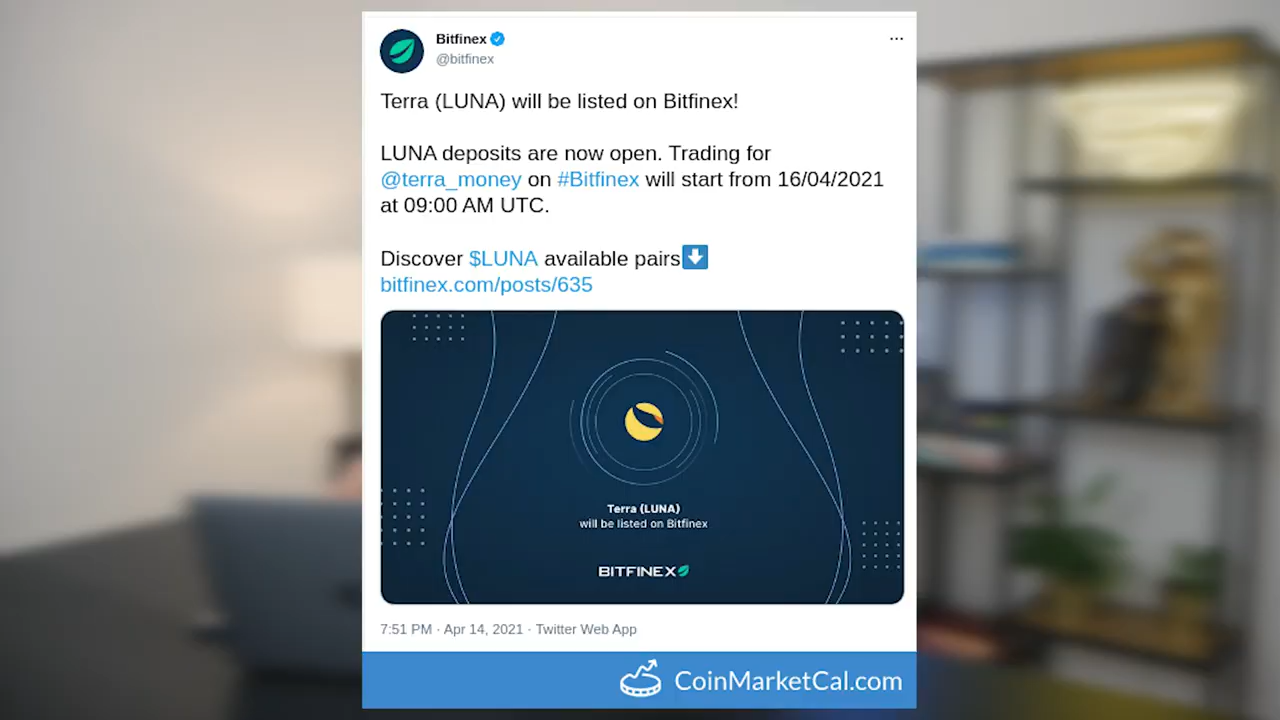 Bitfinex
@bitfinex
Terra (LUNA) will be listed on Bitfinex!
LUNA deposits are now open. Trading for
@terra_money on #Bitfinex will start from 16/04/2021
at 09:00 AM UTC.
Discover $LUNA available pairs⬇️
bitfinex.com/posts/635
Terra (LUNA)
will be listed on Bitfinex
BITFINEX
7:51 PM · Apr 14, 2021 · Twitter Web App
CoinMarketCal.com